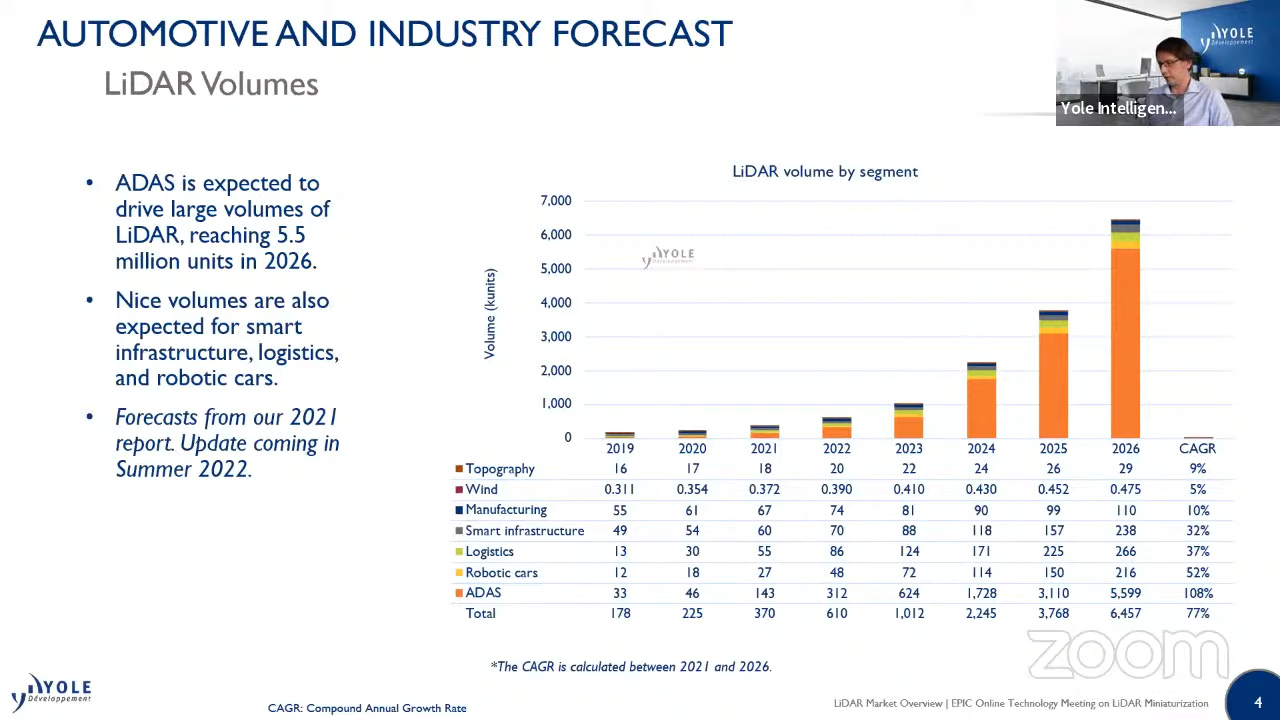 AUTOMOTIVE AND INDUSTRY FORECAST
LiDAR Volumes
YOLE
Développement
Yole Intelligen...
• ADAS is expected to
drive large volumes of
LiDAR, reaching 5.5
million units in 2026.
• Nice volumes are also
expected for smart
infrastructure, logistics,
and robotic cars.
• Forecasts from our 2021
report. Update coming in
Summer 2022.
LiDAR volume by segment
YOLE
Développement
Volume (kunits)
7,000
6,000
5,000
4,000
3,000
2,000
1,000
0
2019 2020 2021 2022 2023 2024 2025 2026 CAGR
Topography 16 17 18 20 22 24 26 29 9%
Wind 0.311 0.354 0.372 0.390 0.410 0.430 0.452 0.475 5%
Manufacturing 55 61 67 74 81 90 99 110 10%
Smart infrastructure 49 54 60 70 88 118 157 238 32%
Logistics 13 30 55 86 124 171 225 266 37%
Robotic cars 12 18 27 48 72 114 150 216 52%
ADAS 33 46 143 312 624 1,728 3,110 5,599 108%
Total 178 225 370 610 1,012 2,245 3,768 6,457 77%
zoom
*The CAGR is calculated between 2021 and 2026.
YOLE
Développement
CAGR: Compound Annual Growth Rate
LiDAR Market Overview | EPIC Online Technology Meeting on LiDAR Miniaturization
4